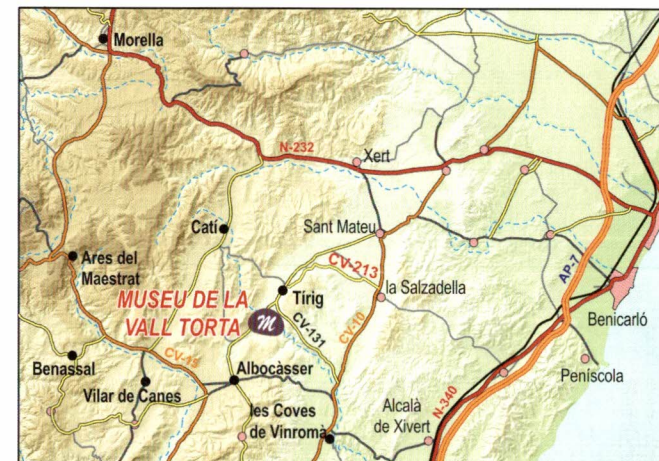 Morella
N-232
Xert
Catí
Sant Mateu
CV-213
Ares del
Maestrat
MUSEU DE LA
VALL TORTA
M
Tírig
la Salzadella
AP-7
CV-131
CV-10
Benicarló
CV-15
Benassal
Albocàsser
Peníscola
Vilar de Canes
les Coves
de Vinromà
Alcalà
de Xivert
N-340